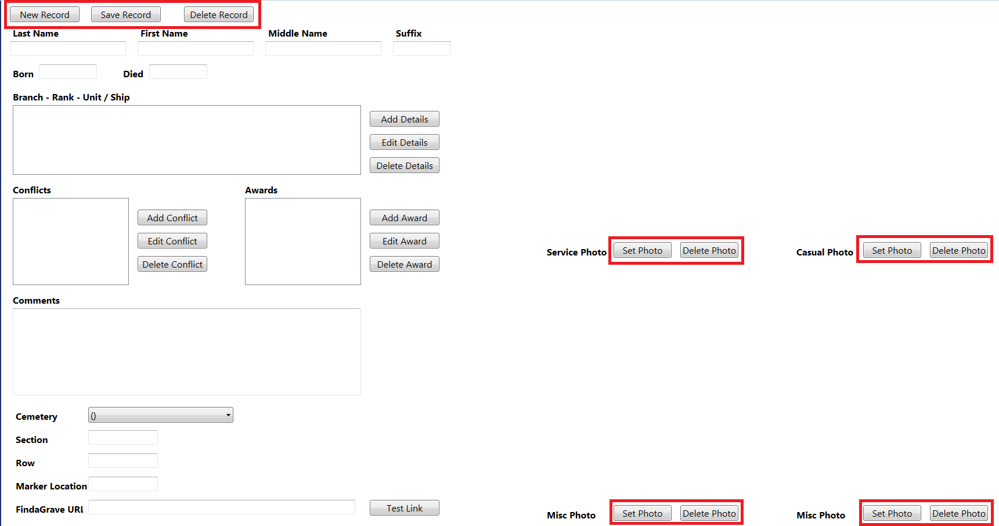 New Record Save Record Delete Record
Last Name First Name Middle Name Suffix
Born Died
Branch - Rank - Unit / Ship
Add Details
Edit Details
Delete Details
Conflicts Awards
Add Conflict Add Award
Edit Conflict Edit Award
Delete Conflict Delete Award
Service Photo Set Photo Delete Photo Casual Photo Set Photo Delete Photo
Comments
Cemetery ()
Section
Row
Marker Location
FindaGrave URL Test Link
Misc Photo Set Photo Delete Photo Misc Photo Set Photo Delete Photo